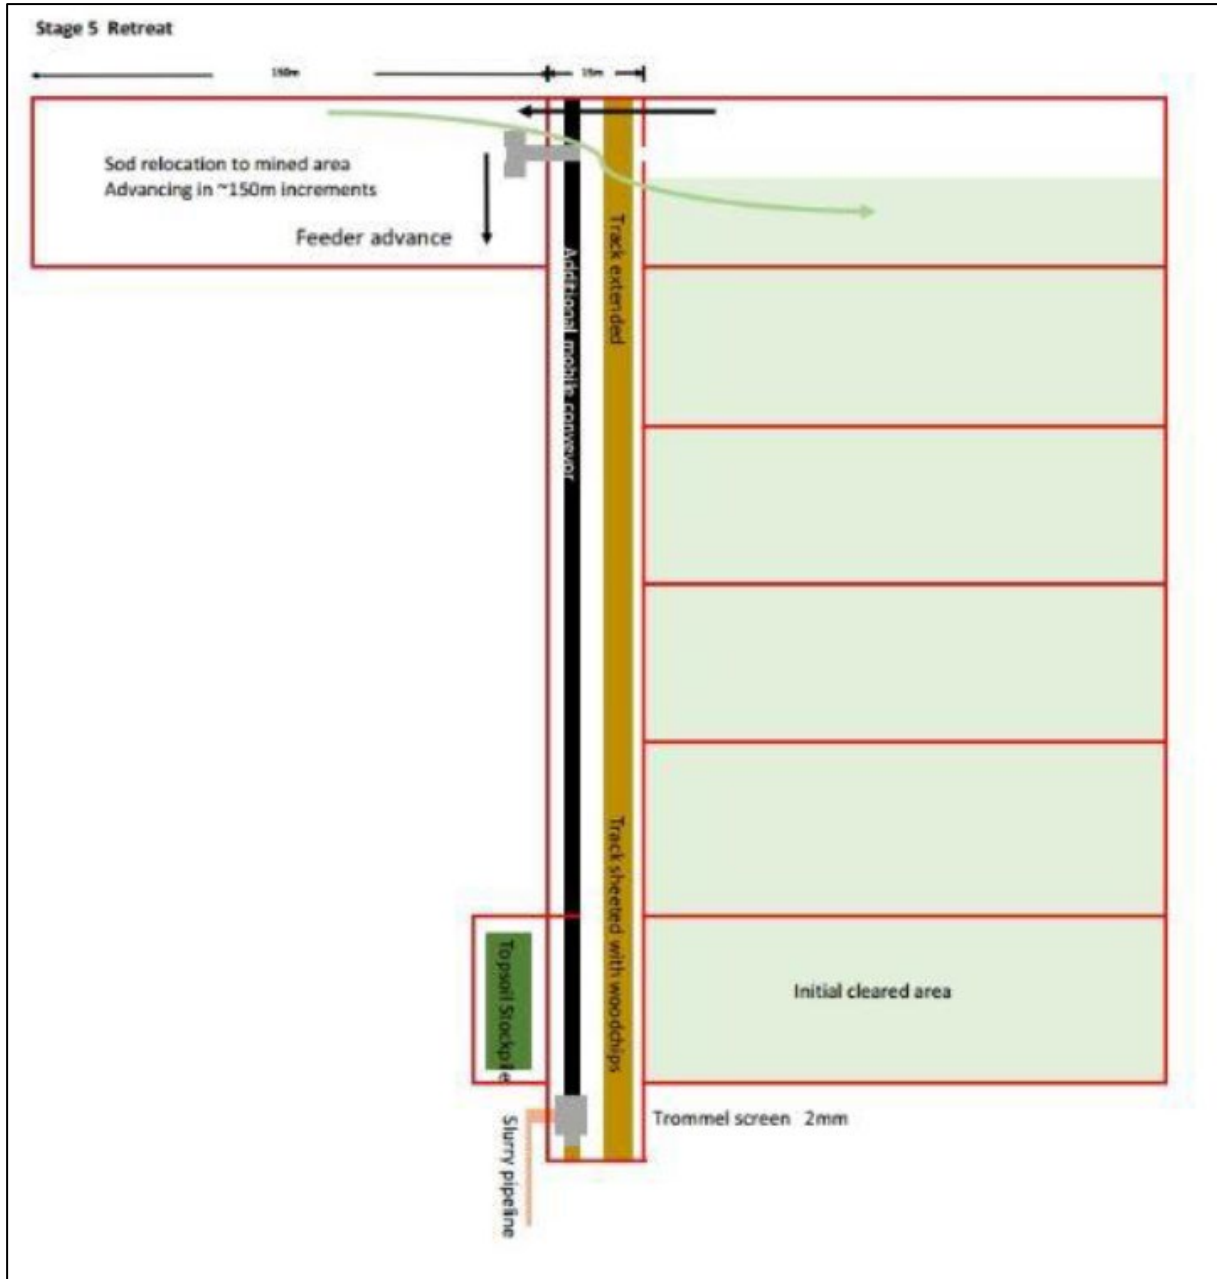 Stage 5 Retreat
150m
15m
Sod relocation to mined area
Advancing in ~150m increments
Feeder advance
Additional mobile conveyor
Track extended
Track sheeted with woodchips
Topsoil Stockpile
Initial cleared area
Trommel screen 2mm
Slurry pipeline